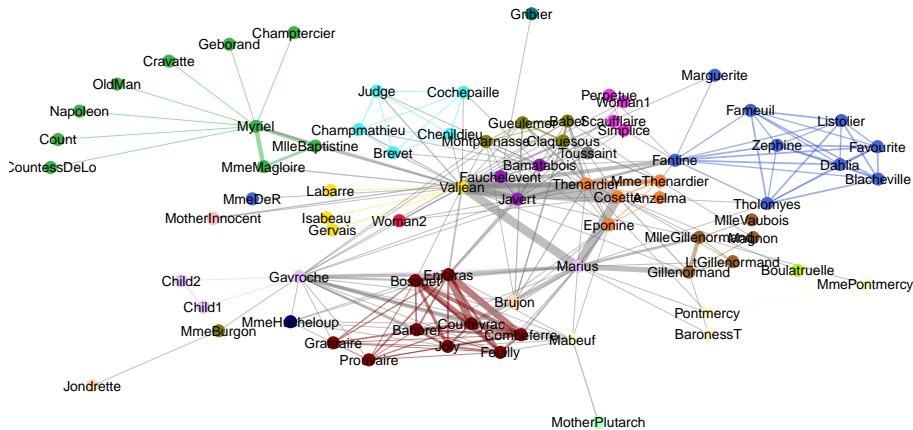 Gribier
Champtercier
Geborand
Cravatte
OldMan
Napoleon
Count
CountessDeLo
Myriel
MlleBaptistine
MmeMagloire
Judge
Cochepaille
Champmathieu
Chenildieu
Brevet
Gueulemer
Babet
Montparnasse
Claquesous
Toussaint
Perpetue
Woman1
Scaufflaire
Simplice
Marguerite
Fameuil
Listolier
Zephine
Favourite
Dahlia
Blacheville
Tholomyes
Fantine
Bamatabois
Fauchelevent
Valjean
Javert
Thenardier
MmeThenardier
Cosette
Anzelma
Eponine
Labarre
MmeDeR
MotherInnocent
Isabeau
Gervais
Woman2
MlleVaubois
MlleGillenormand
Magnon
LtGillenormand
Gillenormand
Boulatruelle
MmePontmercy
Marius
Gavroche
Child2
Child1
Bossuet
Enjolras
Brujon
Pontmercy
BaronessT
MmeHucheloup
MmeBurgon
Bahorel
Courfeyrac
Combeferre
Mabeuf
Grantaire
Joly
Feuilly
Prouvaire
Jondrette
MotherPlutarch